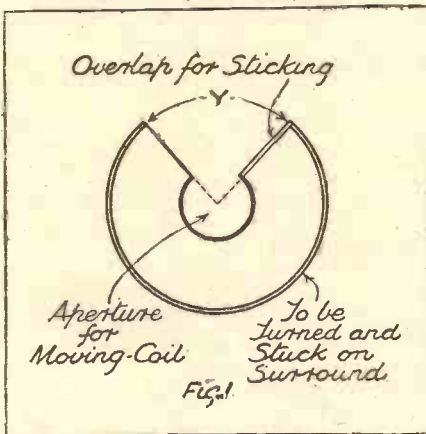 Overlap for Sticking
Y
Aperture
for
Moving-Coil
To be
Turned and
Stuck on
Surround
Fig.1.